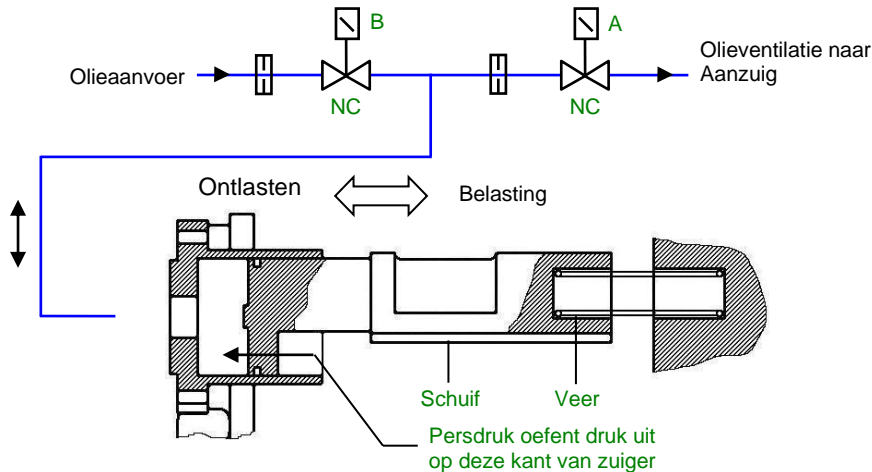 B
A
Olieaanvoer
Olieventilatie naar
Aanzuig
NC
NC
Ontlasten
Belasting
Schuif
Veer
Persdruk oefent druk uit
op deze kant van zuiger